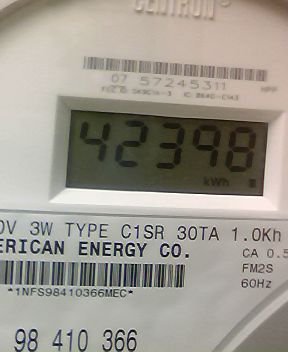 CENTRON
07 57245311
HPP
42398
kWh
0V 3W TYPE C1SR 30TA 1.0Kh
ERICAN ENERGY CO.
CA 0.5
FM2S
60Hz
*1NFS98410366MEC*
98 410 366